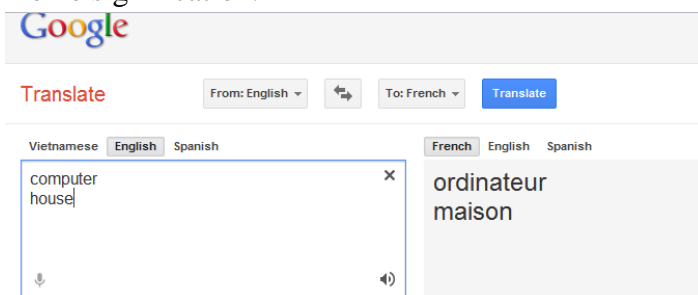 Google
Translate From: English To: French Translate
Vietnamese English Spanish French English Spanish
computer
house
ordinateur
maison